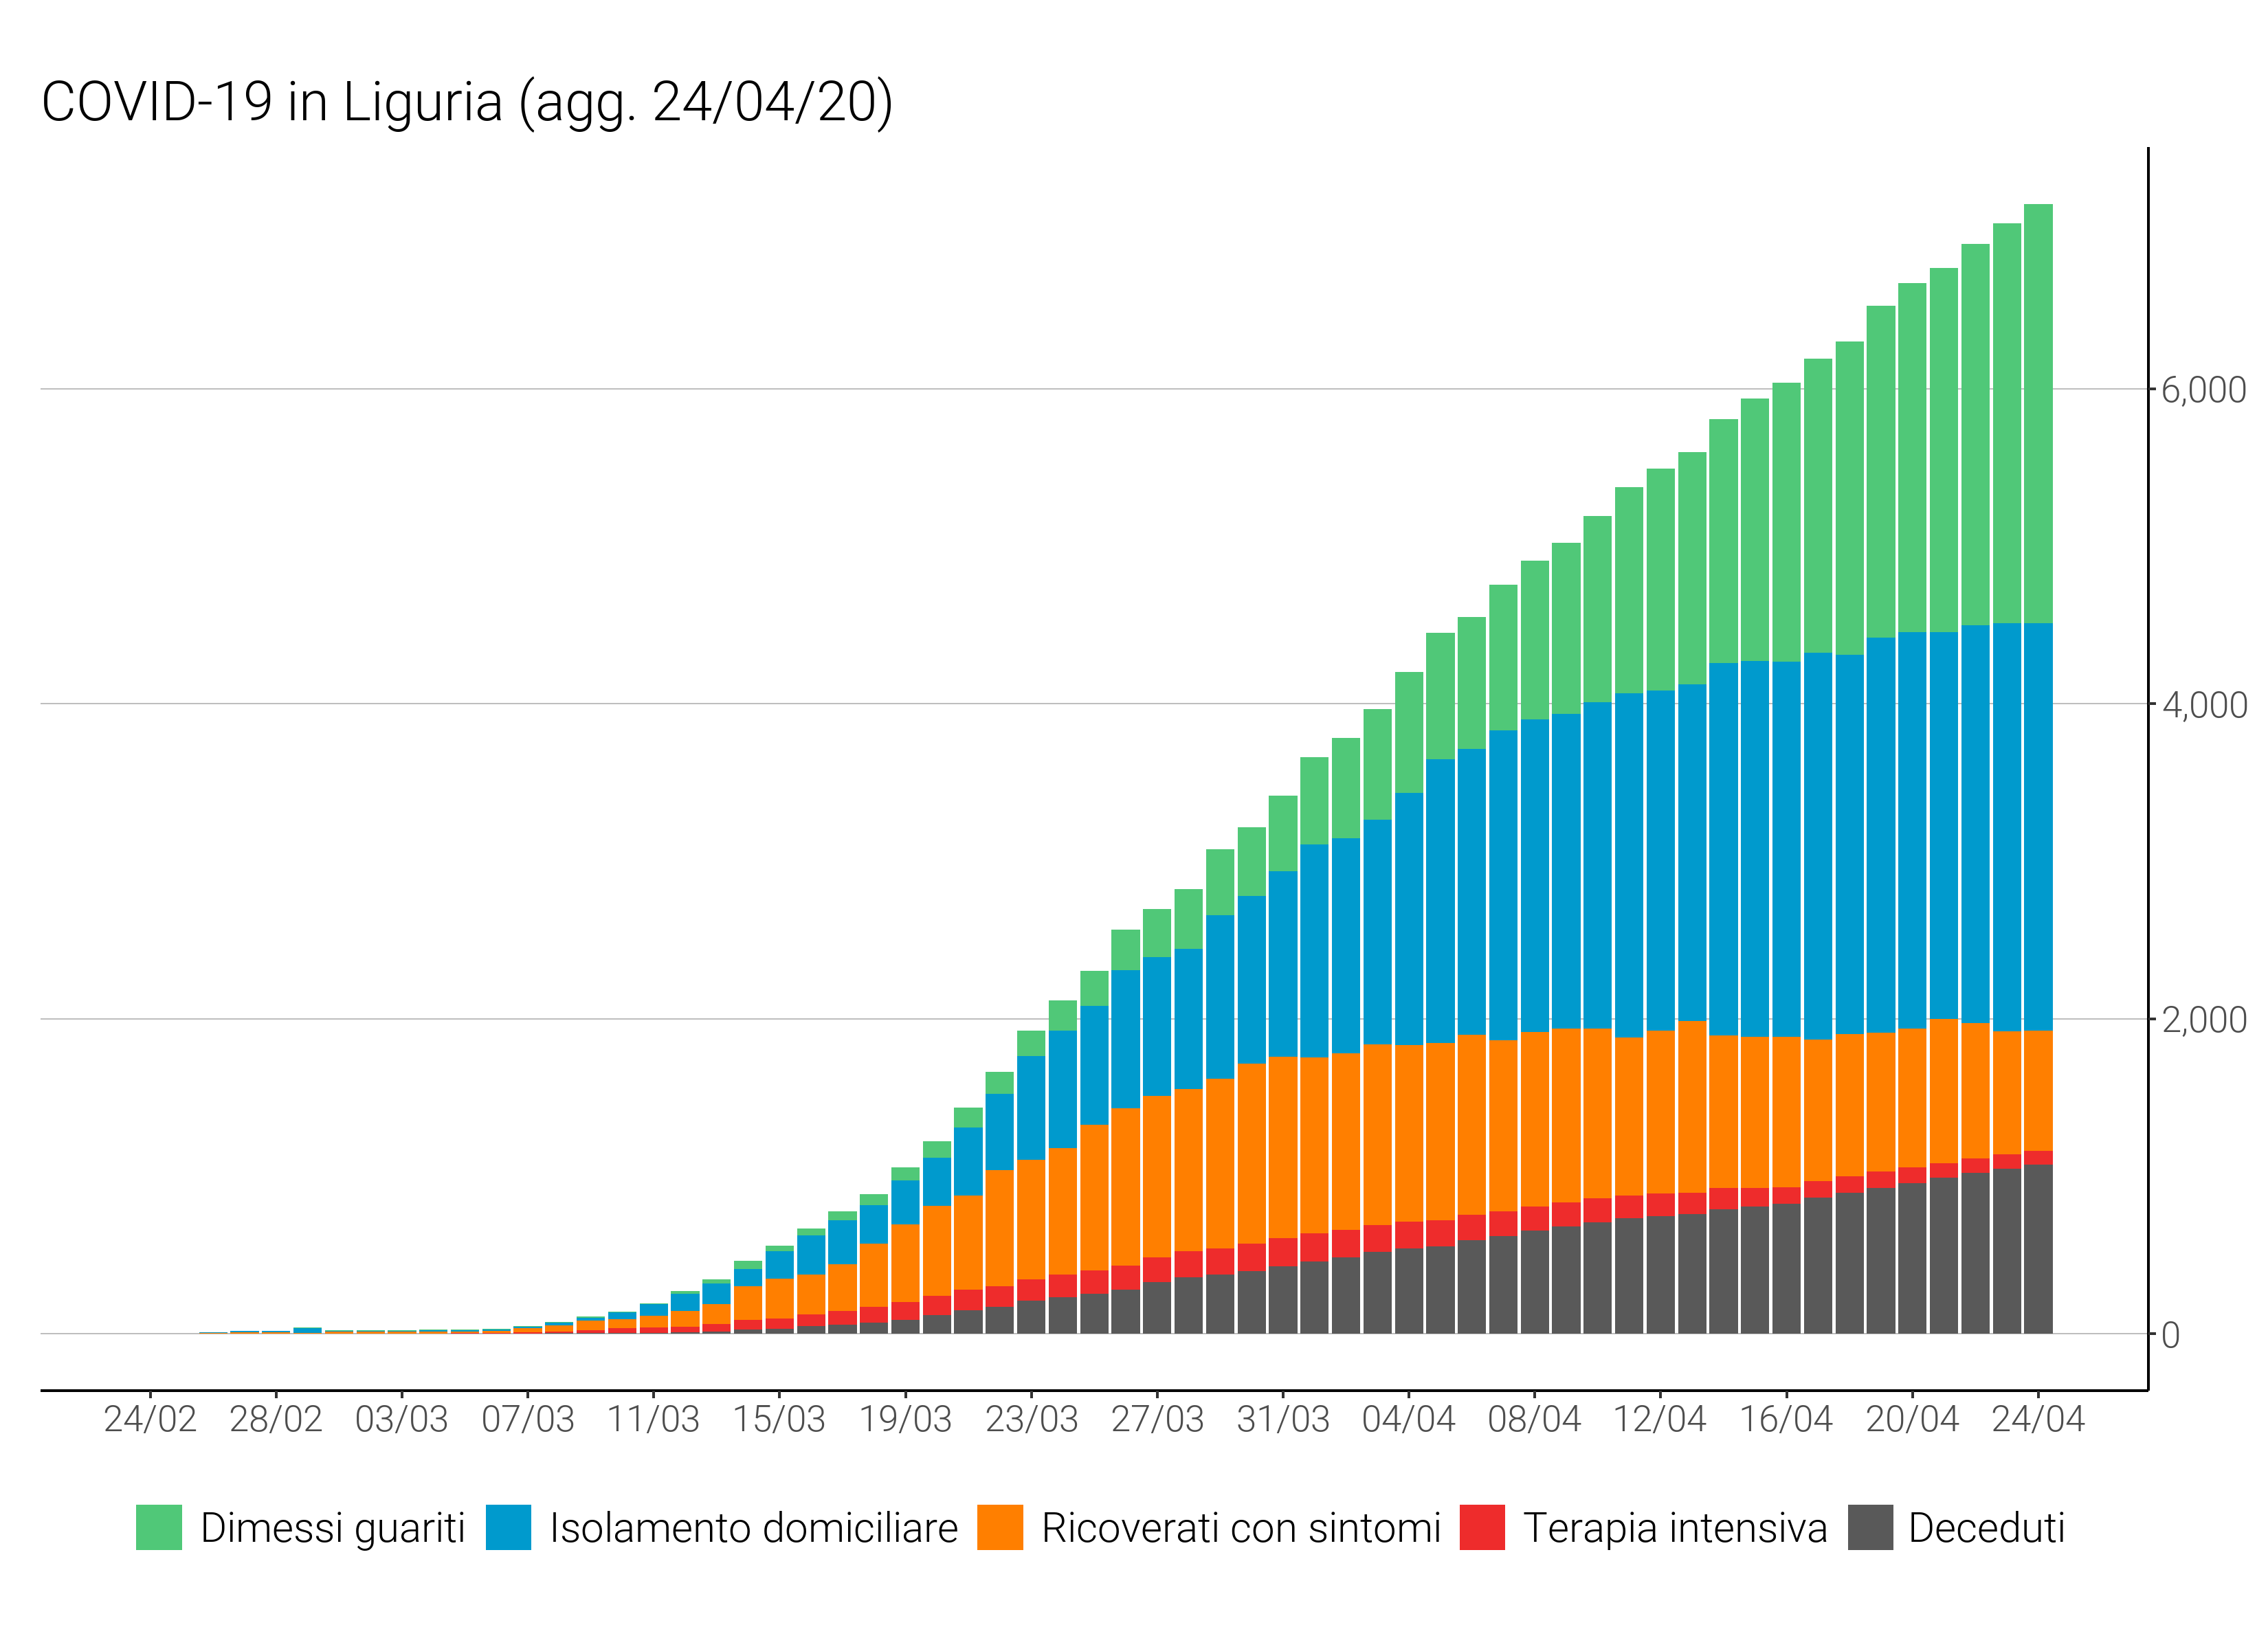 COVID-19 in Liguria (agg. 24/04/20)
6,000
4,000
2,000
0
24/02 28/02 03/03 07/03 11/03 15/03 19/03 23/03 27/03 31/03 04/04 08/04 12/04 16/04 20/04 24/04
Dimessi guariti Isolamento domiciliare Ricoverati con sintomi Terapia intensiva Deceduti